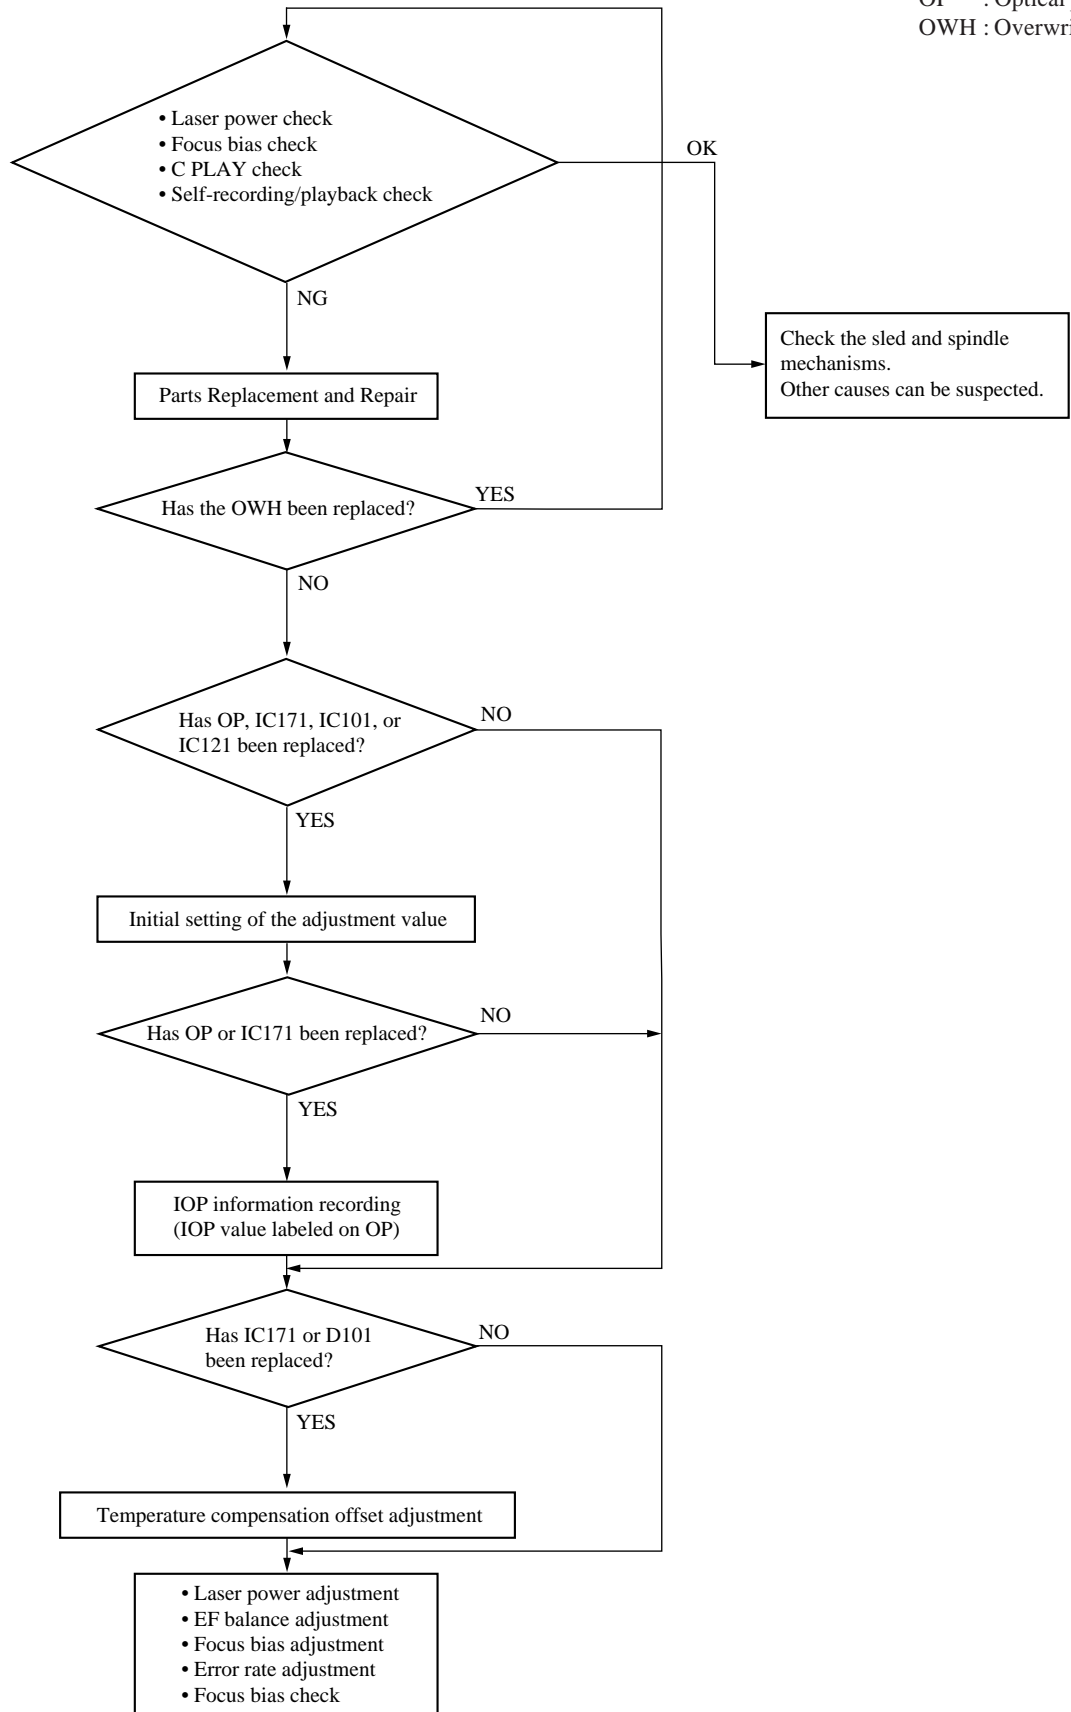 OWH : Overwri
• Laser power check
• Focus bias check
• C PLAY check
• Self-recording/playback check
OK
NG
Check the sled and spindle
mechanisms.
Other causes can be suspected.
Parts Replacement and Repair
Has the OWH been replaced?
YES
NO
Has OP, IC171, IC101, or
IC121 been replaced?
NO
YES
Initial setting of the adjustment value
Has OP or IC171 been replaced?
NO
YES
IOP information recording
(IOP value labeled on OP)
Has IC171 or D101
been replaced?
NO
YES
Temperature compensation offset adjustment
• Laser power adjustment
• EF balance adjustment
• Focus bias adjustment
• Error rate adjustment
• Focus bias check